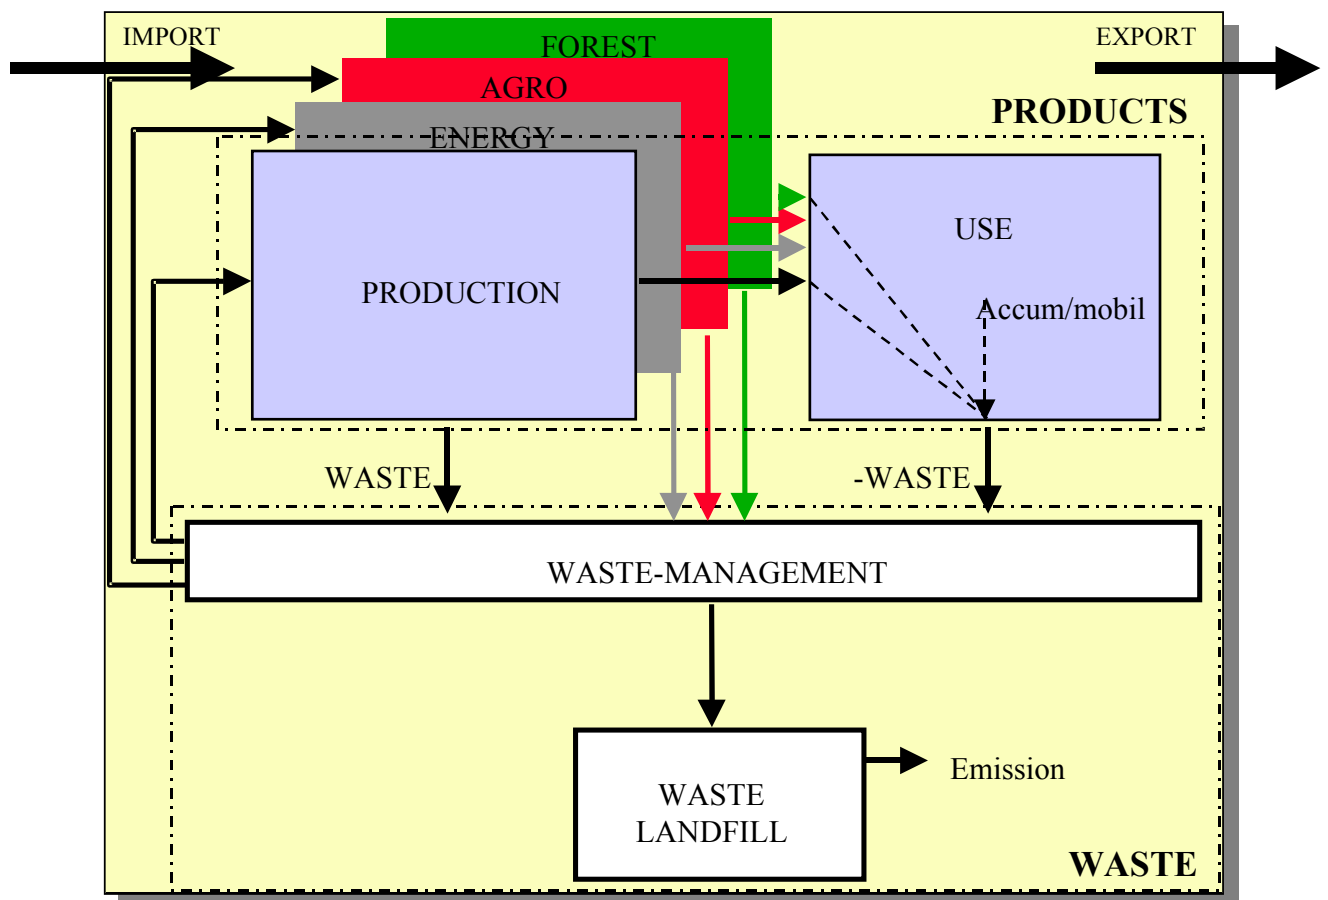 IMPORT
FOREST
EXPORT
AGRO
PRODUCTS
ENERGY
USE
PRODUCTION
Accum/mobil
WASTE
-WASTE
WASTE-MANAGEMENT
Emission
WASTE
LANDFILL
WASTE